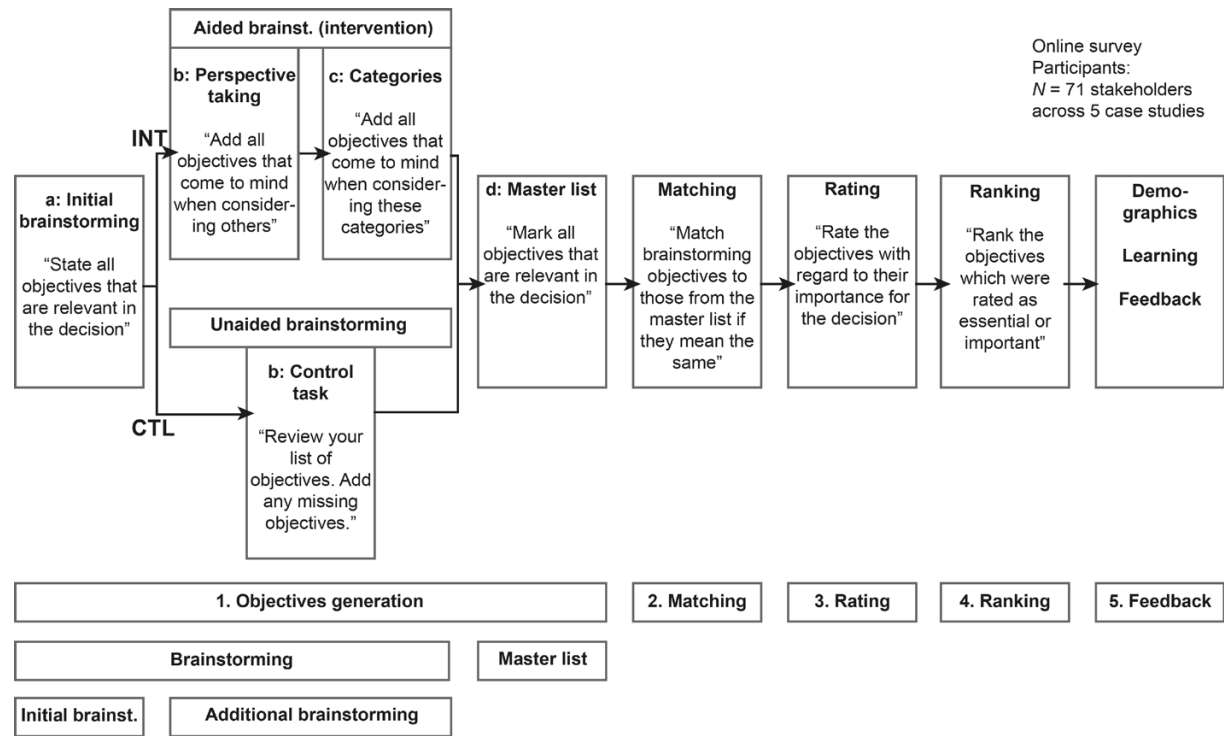 Aided brainst. (intervention)
b: Perspective
taking
“Add all
objectives that
come to mind
when consider-
ing others”
c: Categories
“Add all
objectives that
come to mind
when consider-
ing these
categories”
Online survey
Participants:
N = 71 stakeholders
across 5 case studies
INT
a: Initial
brainstorming
“State all
objectives that
are relevant in
the decision”
CTL
Unaided brainstorming
b: Control
task
“Review your
list of
objectives. Add
any missing
objectives.”
d: Master list
“Mark all
objectives that
are relevant in
the decision”
Matching
“Match
brainstorming
objectives to
those from the
master list if
they mean the
same”
Rating
“Rate the
objectives with
regard to their
importance for
the decision”
Ranking
“Rank the
objectives
which were
rated as
essential or
important”
Demo-
graphics
Learning
Feedback
1. Objectives generation
2. Matching
3. Rating
4. Ranking
5. Feedback
Brainstorming
Master list
Initial brainst.
Additional brainstorming